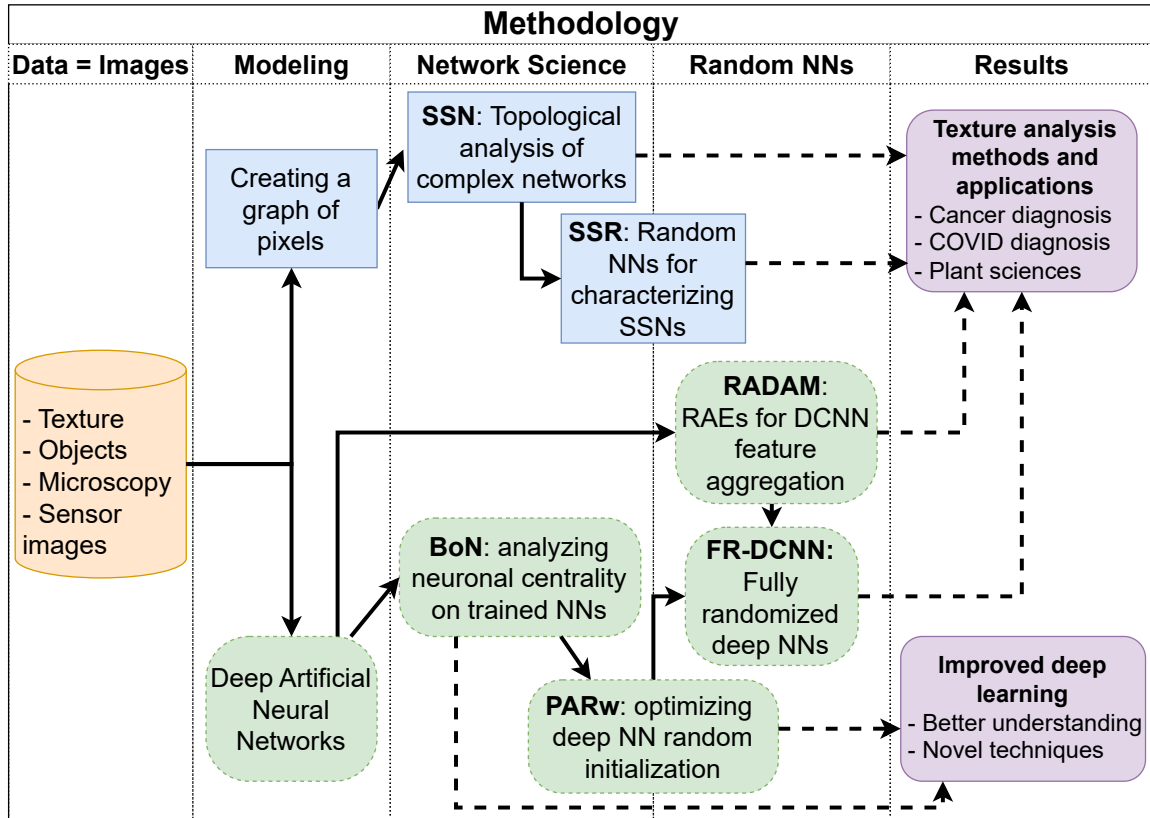 Methodology
Data = Images
Modeling
Network Science
Random NNs
Results
- Texture
- Objects
- Microscopy
- Sensor
images
Creating a
graph of
pixels
Deep Artificial
Neural
Networks
SSN: Topological
analysis of
complex networks
SSR: Random
NNs for
characterizing
SSNs
BoN: analyzing
neuronal centrality
on trained NNs
PARw: optimizing
deep NN random
initialization
RADAM:
RAEs for DCNN
feature
aggregation
FR-DCNN:
Fully
randomized
deep NNs
Texture analysis
methods and
applications
- Cancer diagnosis
- COVID diagnosis
- Plant sciences
Improved deep
learning
- Better understanding
- Novel techniques